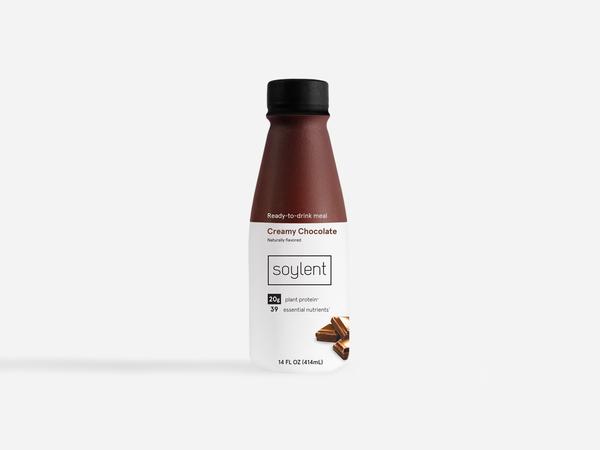 Ready-to-drink meal
Creamy Chocolate
Naturally flavored
soylent
20g plant protein*
39 essential nutrients*
14 FL OZ (414mL)